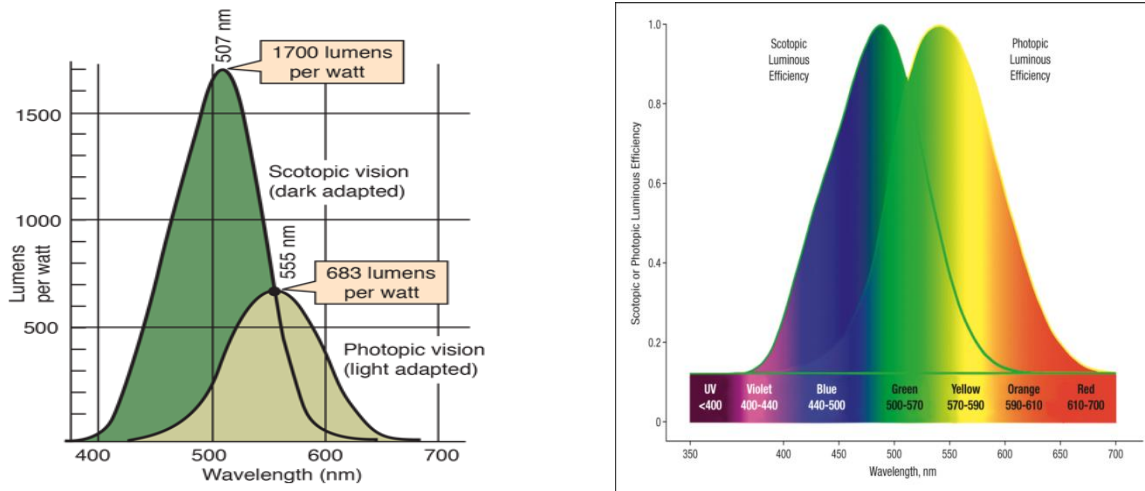 507 nm
1700 lumens
per watt
1500
Scotopic vision
(dark adapted)
1000
555 nm
683 lumens
per watt
Lumens
per watt
500
Photopic vision
(light adapted)
400
500
600
700
Wavelength (nm)
1.0
Scotopic
Luminous
Efficiency
Photopic
Luminous
Efficiency
0.8
0.6
0.4
0.2
0
Scotopic or Photopic Luminous Efficiency
UV
<400
Violet
400-440
Blue
440-500
Green
500-570
Yellow
570-590
Orange
590-610
Red
610-700
350
400
450
500
550
600
650
700
Wavelength, nm